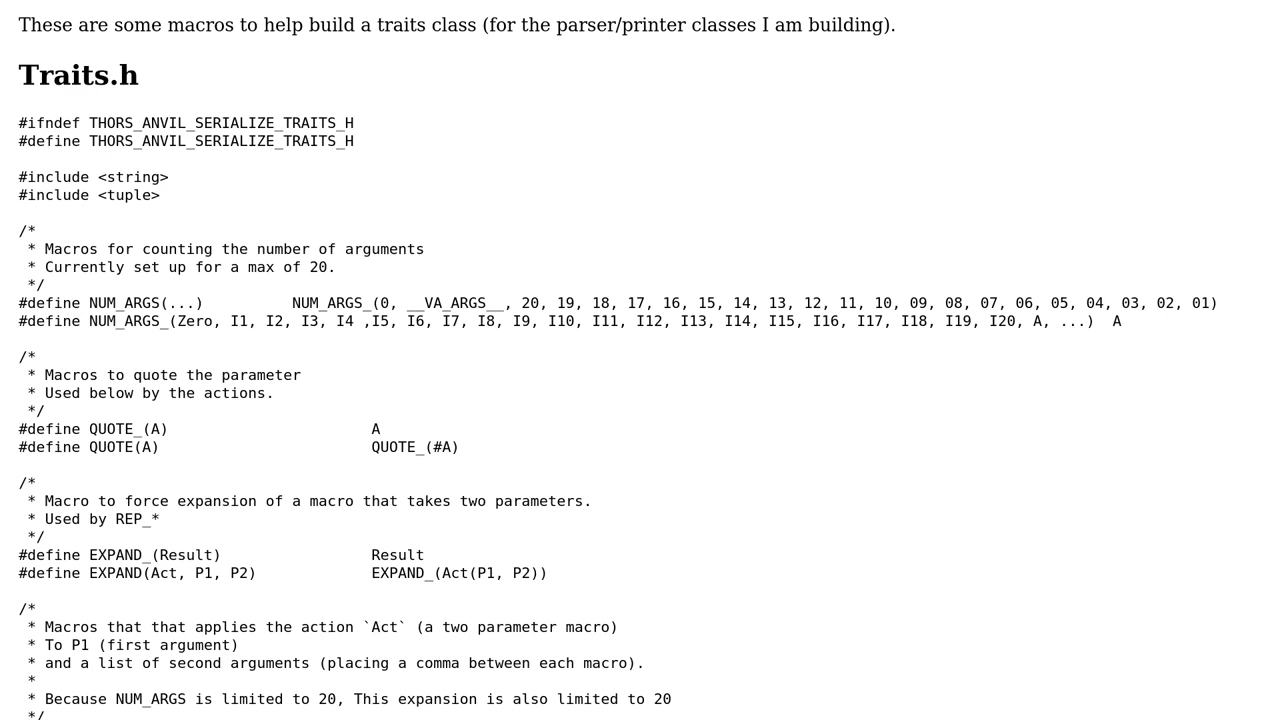 These are some macros to help build a traits class (for the parser/printer classes I am building).
Traits.h
#ifndef THORS_ANVIL_SERIALIZE_TRAITS_H
#define THORS_ANVIL_SERIALIZE_TRAITS_H
#include <string>
#include <tuple>
/*
 * Macros for counting the number of arguments
 * Currently set up for a max of 20.
 */
#define NUM_ARGS(...)          NUM_ARGS_(0, __VA_ARGS__, 20, 19, 18, 17, 16, 15, 14, 13, 12, 11, 10, 09, 08, 07, 06, 05, 04, 03, 02, 01)
#define NUM_ARGS_(Zero, I1, I2, I3, I4 ,I5, I6, I7, I8, I9, I10, I11, I12, I13, I14, I15, I16, I17, I18, I19, I20, A, ...)  A
/*
 * Macros to quote the parameter
 * Used below by the actions.
 */
#define QUOTE_(A)                       A
#define QUOTE(A)                        QUOTE_(#A)
/*
 * Macro to force expansion of a macro that takes two parameters.
 * Used by REP_*
 */
#define EXPAND_(Result)                 Result
#define EXPAND(Act, P1, P2)             EXPAND_(Act(P1, P2))
/*
 * Macros that that applies the action `Act` (a two parameter macro)
 * To P1 (first argument)
 * and a list of second arguments (placing a comma between each macro).
 *
 * Because NUM_ARGS is limited to 20, This expansion is also limited to 20
 */